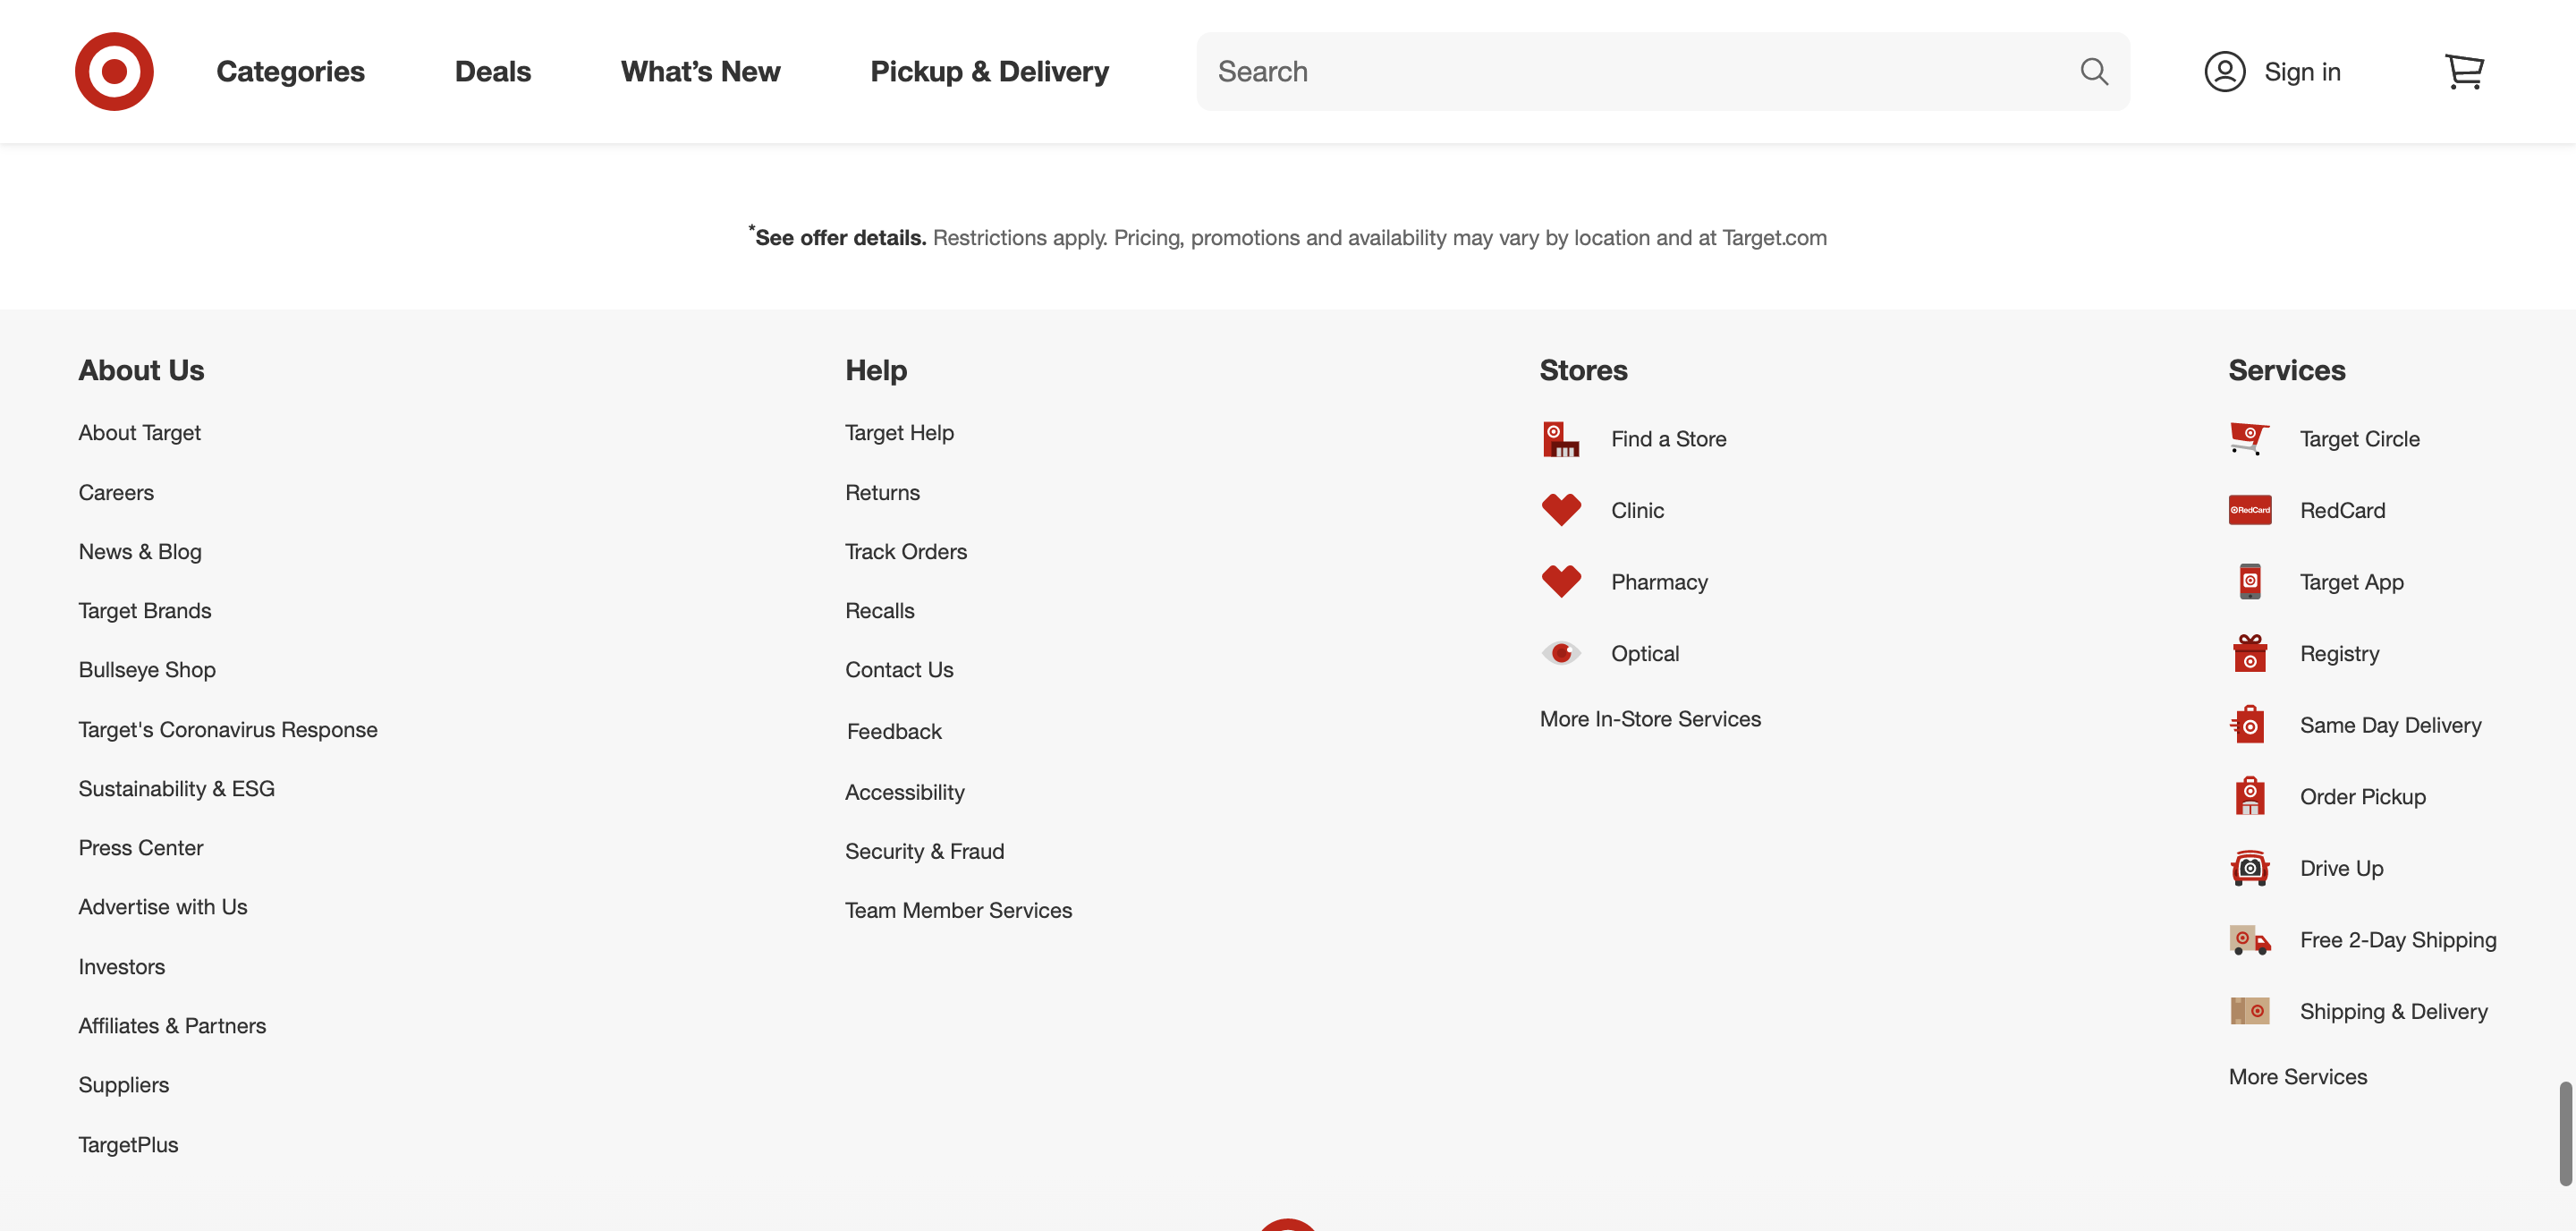 Categories
Deals
What’s New
Pickup & Delivery
Search
Sign in
*See offer details. Restrictions apply. Pricing, promotions and availability may vary by location and at Target.com
About Us
About Target
Careers
News & Blog
Target Brands
Bullseye Shop
Target's Coronavirus Response
Sustainability & ESG
Press Center
Advertise with Us
Investors
Affiliates & Partners
Suppliers
TargetPlus
Help
Target Help
Returns
Track Orders
Recalls
Contact Us
Feedback
Accessibility
Security & Fraud
Team Member Services
Stores
Find a Store
Clinic
Pharmacy
Optical
More In-Store Services
Services
Target Circle
RedCard
RedCard
Target App
Registry
Same Day Delivery
Order Pickup
Drive Up
Free 2-Day Shipping
Shipping & Delivery
More Services